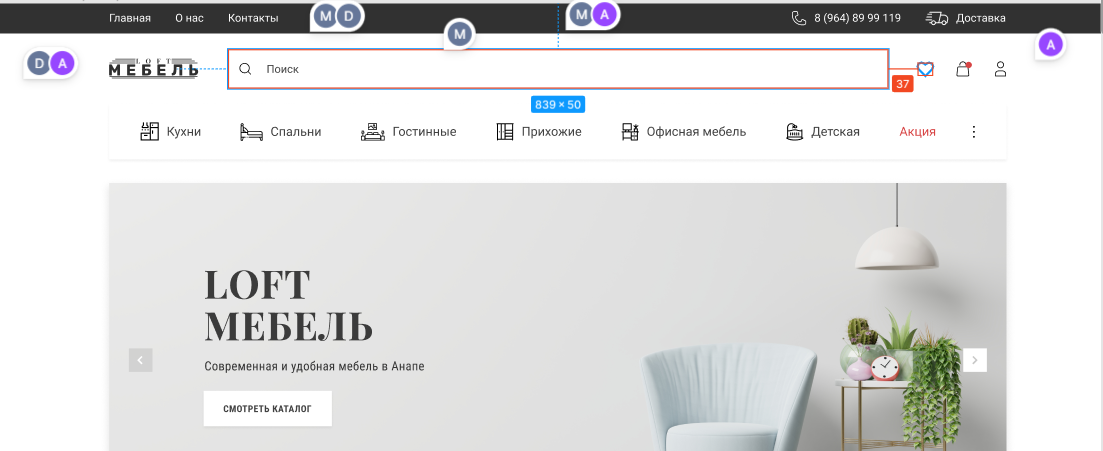 Главная О нас Контакты M D M A 8 (964) 89 99 119 Доставка
M
D A LOFT МЕБЕЛЬ Поиск 37 A
839 × 50
Кухни Спальни Гостинные Прихожие Офисная мебель Детская Акция
LOFT
МЕБЕЛЬ
Современная и удобная мебель в Анапе
СМОТРЕТЬ КАТАЛОГ